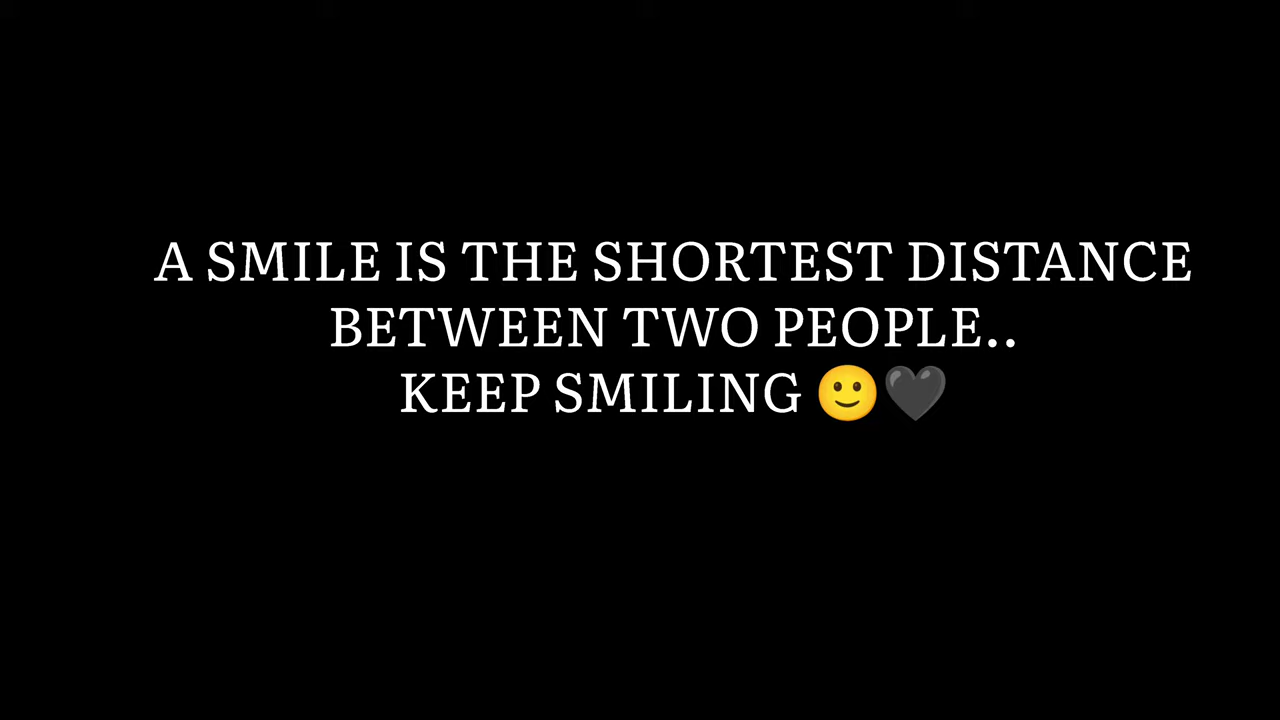 A SMILE IS THE SHORTEST DISTANCE
BETWEEN TWO PEOPLE..
KEEP SMILING 🙂🖤